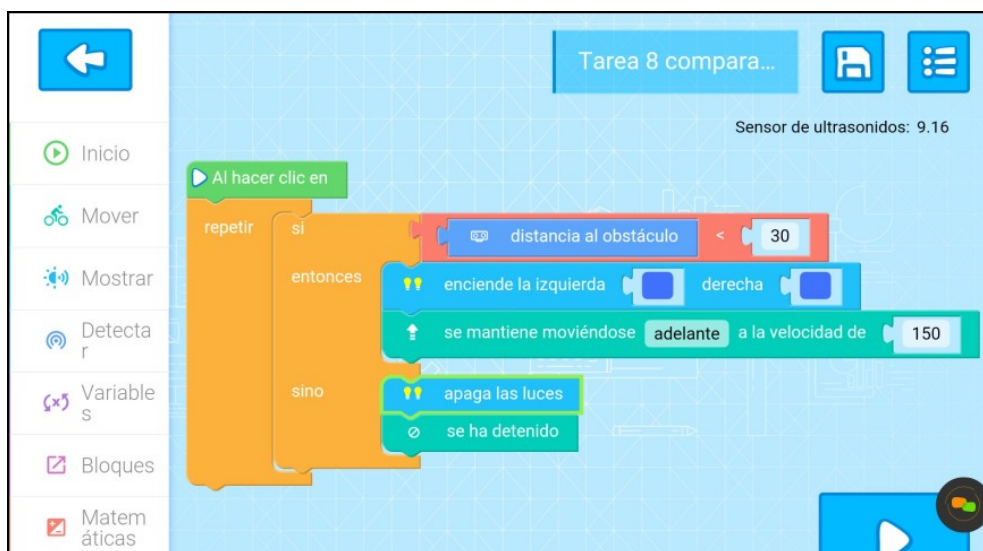 Tarea 8 compara...
Sensor de ultrasonidos: 9.16
Inicio
Mover
Mostrar
Detecta
r
Variable
s
Bloques
Matem
áticas
Al hacer clic en
repetir
si
distancia al obstáculo < 30
entonces
enciende la izquierda derecha
se mantiene moviéndose adelante a la velocidad de 150
sino
apaga las luces
se ha detenido